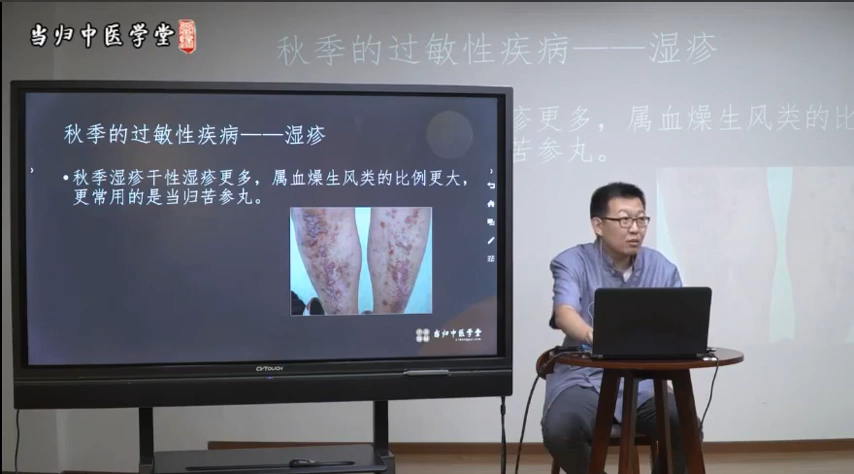 当归中医学堂
秋季的过敏性疾病——湿疹
疹更多，属血燥生风类的比
苦参丸。
秋季的过敏性疾病——湿疹
•秋季湿疹干性湿疹更多，属血燥生风类的比例更大，
更常用的是当归苦参丸。
当归中医学堂
CVTOUCH